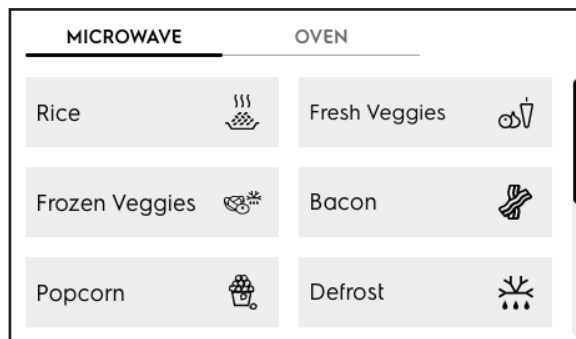 MICROWAVE OVEN
Rice Fresh Veggies
Frozen Veggies Bacon
Popcorn Defrost